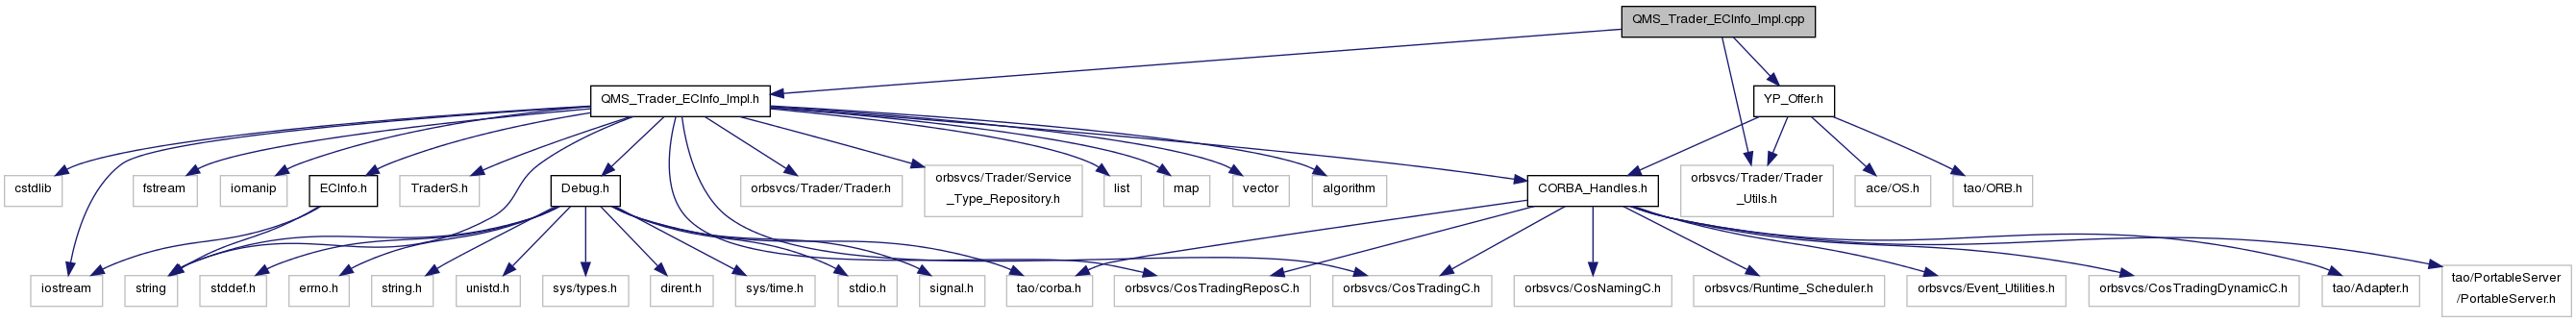 QMS_Trader_ECInfo_Impl.cpp
QMS_Trader_ECInfo_Impl.h
YP_Offer.h
cstdlib
fstream
iomanip
ECInfo.h
TraderS.h
Debug.h
orbsvcs/Trader/Trader.h
orbsvcs/Trader/Service
_Type_Repository.h
list
map
vector
algorithm
CORBA_Handles.h
orbsvcs/Trader/Trader
_Utils.h
ace/OS.h
tao/ORB.h
iostream
string
stddef.h
errno.h
string.h
unistd.h
sys/types.h
dirent.h
sys/time.h
stdio.h
signal.h
tao/corba.h
orbsvcs/CosTradingReposC.h
orbsvcs/CosTradingC.h
orbsvcs/CosNamingC.h
orbsvcs/Runtime_Scheduler.h
orbsvcs/Event_Utilities.h
orbsvcs/CosTradingDynamicC.h
tao/Adapter.h
tao/PortableServer
/PortableServer.h